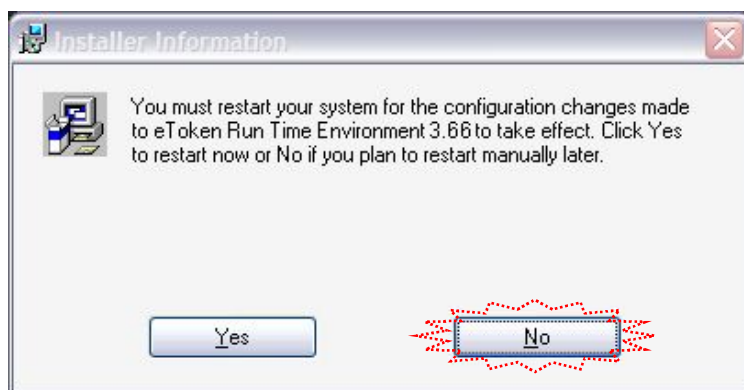 Installer Information
You must restart your system for the configuration changes made
to eToken Run Time Environment 3.66 to take effect. Click Yes
to restart now or No if you plan to restart manually later.
Yes
No